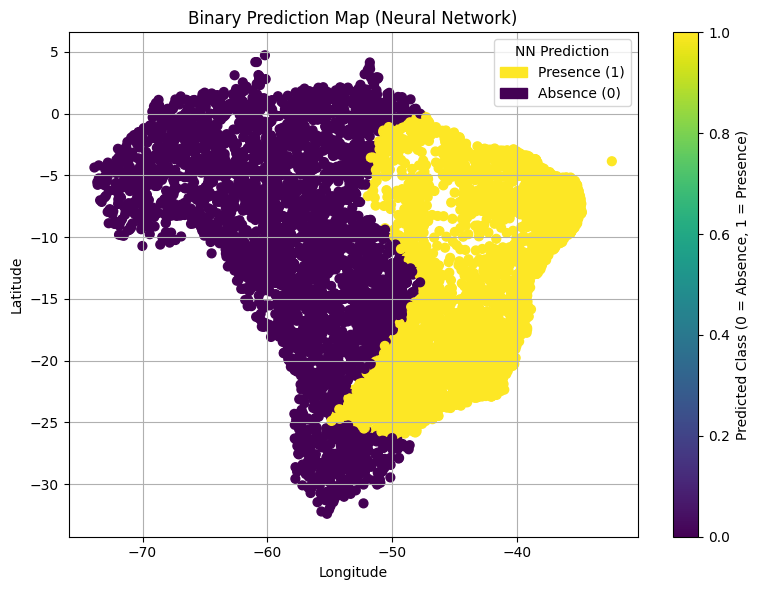 Binary Prediction Map (Neural Network)
NN Prediction
Presence (1)
Absence (0)
5
0
−5
−10
−15
−20
−25
−30
Latitude
−70
−60
−50
−40
Longitude
1.0
0.8
0.6
0.4
0.2
0.0
Predicted Class (0 = Absence, 1 = Presence)